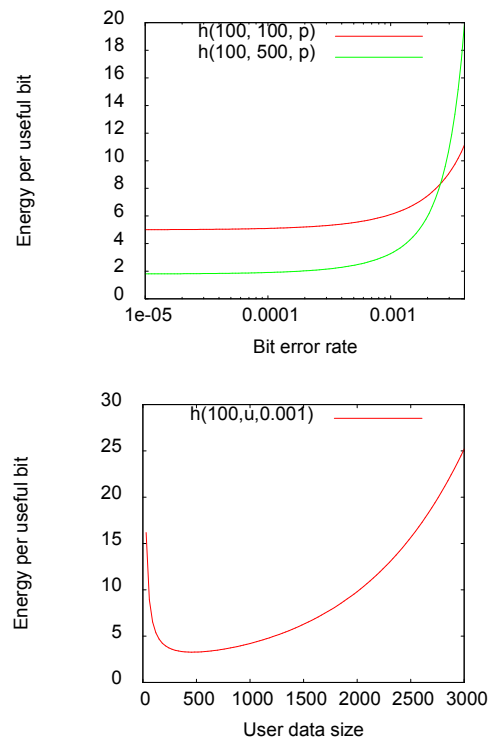 20
18
16
14
12
10
8
6
4
2
0
h(100, 100, p)
h(100, 500, p)
Energy per useful bit
1e-05 0.0001 0.001
Bit error rate
30
25
20
15
10
5
0
h(100,u,0.001)
Energy per useful bit
0 500 1000 1500 2000 2500 3000
User data size